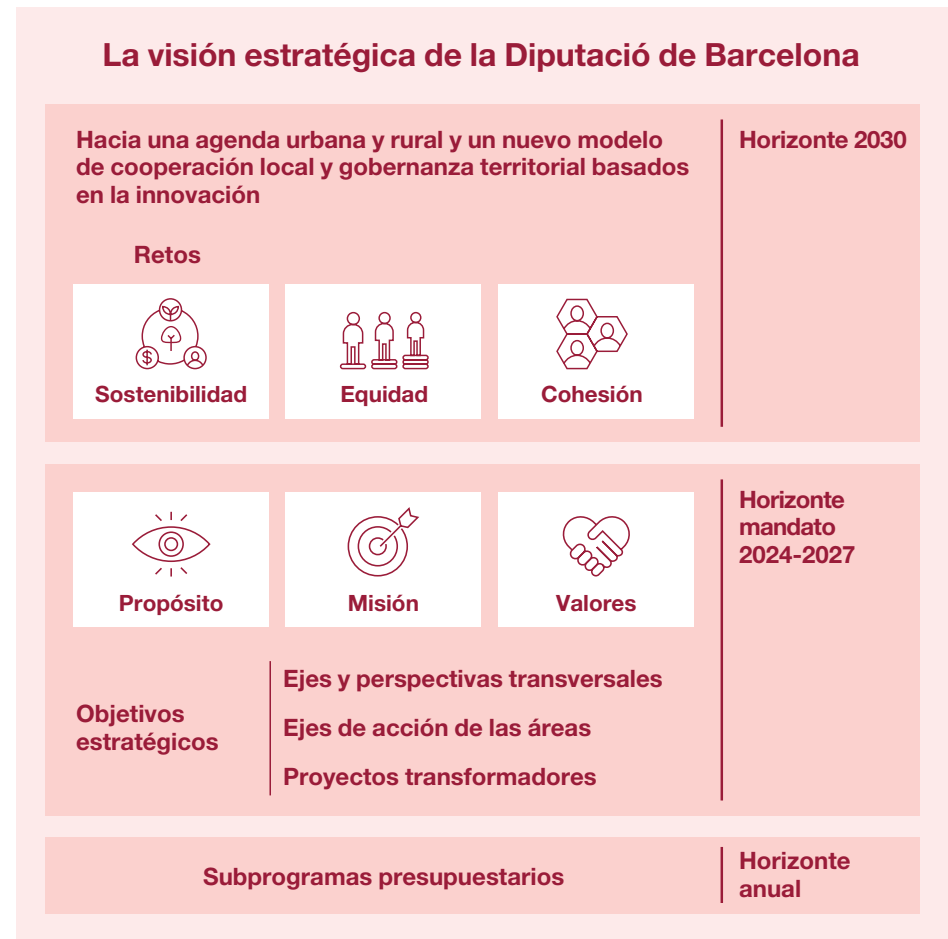 La visión estratégica de la Diputació de Barcelona
Hacia una agenda urbana y rural y un nuevo modelo
de cooperación local y gobernanza territorial basados
en la innovación
Horizonte 2030
Retos
$
Sostenibilidad
Equidad
Cohesión
Horizonte
mandato
2024-2027
Propósito
Misión
Valores
Objetivos
estratégicos
Ejes y perspectivas transversales
Ejes de acción de las áreas
Proyectos transformadores
Subprogramas presupuestarios
Horizonte
anual